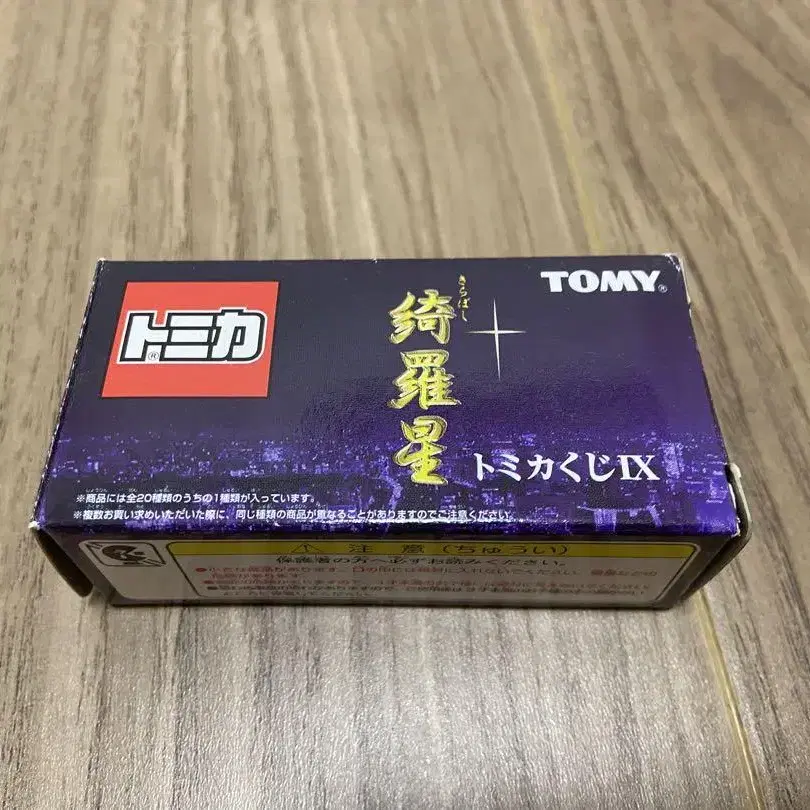 トミカ
®
TOMY®
きらぼし
綺羅星
トミカくじIX
※商品には全20種類のうちの1種類が入っています。
※複数お買い求めいただいた際に、同じ種類の商品が重なることがありますのでご注意ください。
注意(ちゅうい)
保護者の方へ必ずお読みください。